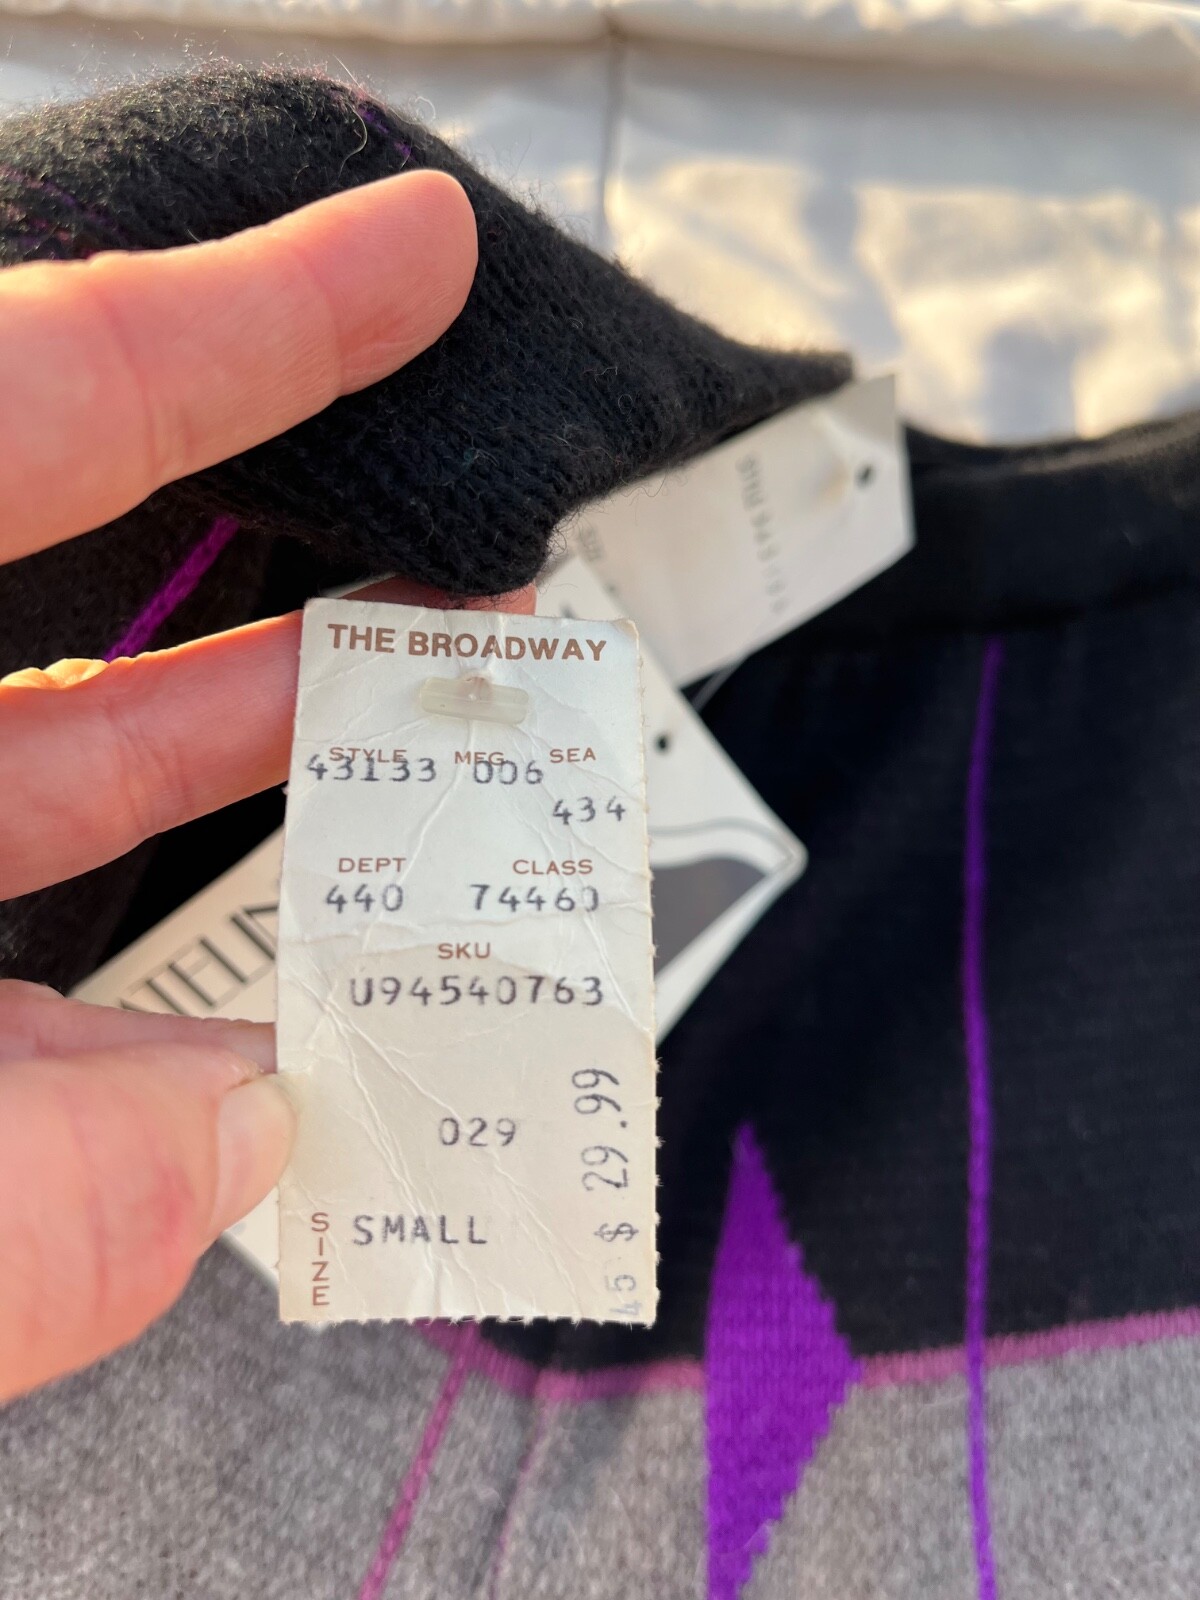 THE BROADWAY
STYLE MFG SEA
43133 006
434
DEPT CLASS
440 74460
SKU
U94540763
029
$ 29.99
SIZE SMALL